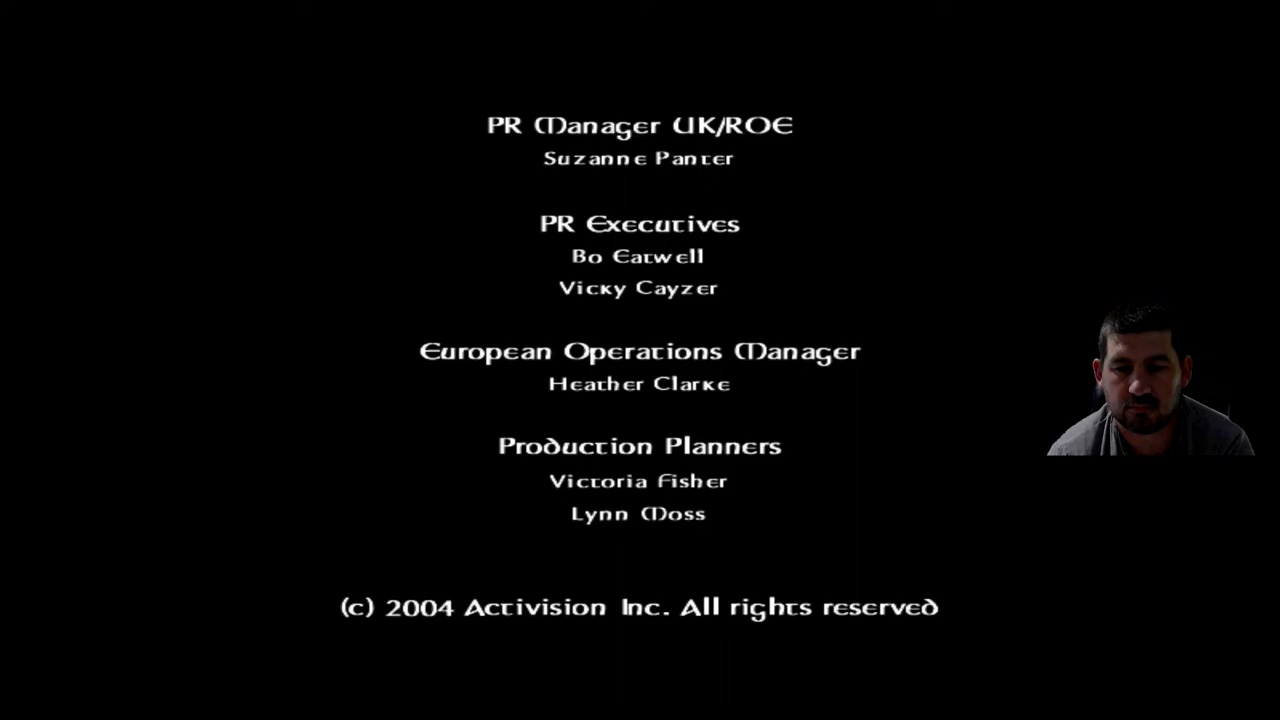 PR Manager UK/ROE
Suzanne Panter
PR Executives
Bo Eatwell
Vicky Cayzer
European Operations Manager
Heather Clarke
Production Planners
Victoria Fisher
Lynn Moss
(c) 2004 Activision Inc. All rights reserved